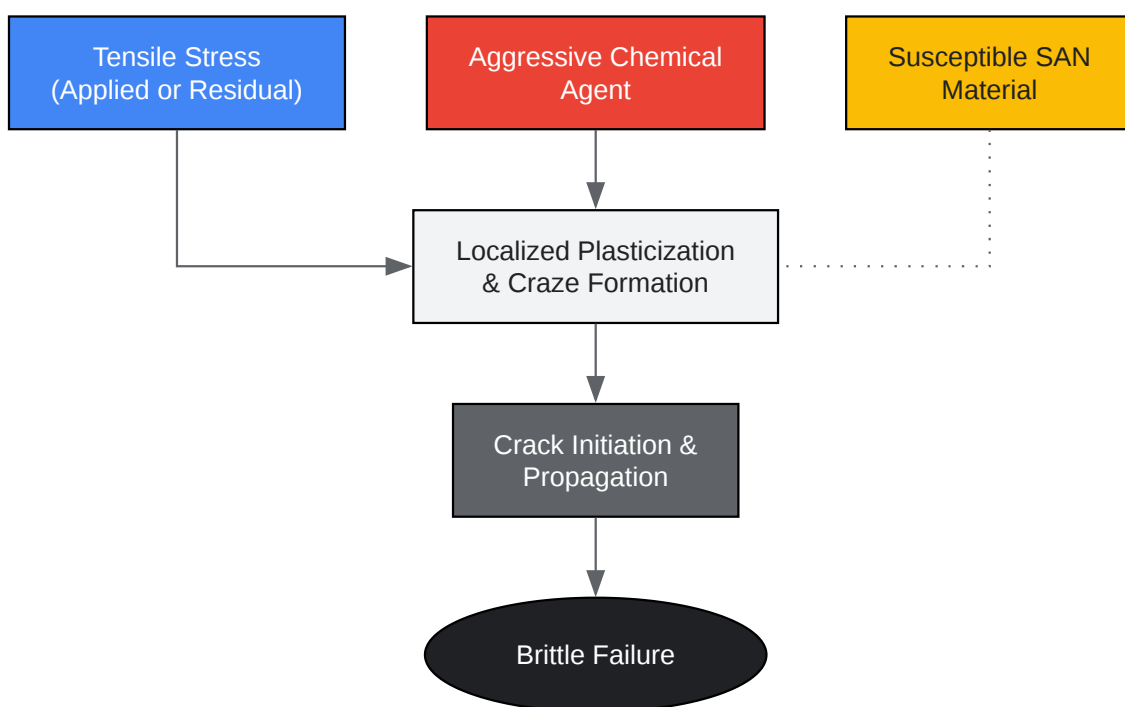 Tensile Stress
(Applied or Residual)
Aggressive Chemical
Agent
Susceptible SAN
Material
Localized Plasticization
& Craze Formation
Crack Initiation &
Propagation
Brittle Failure